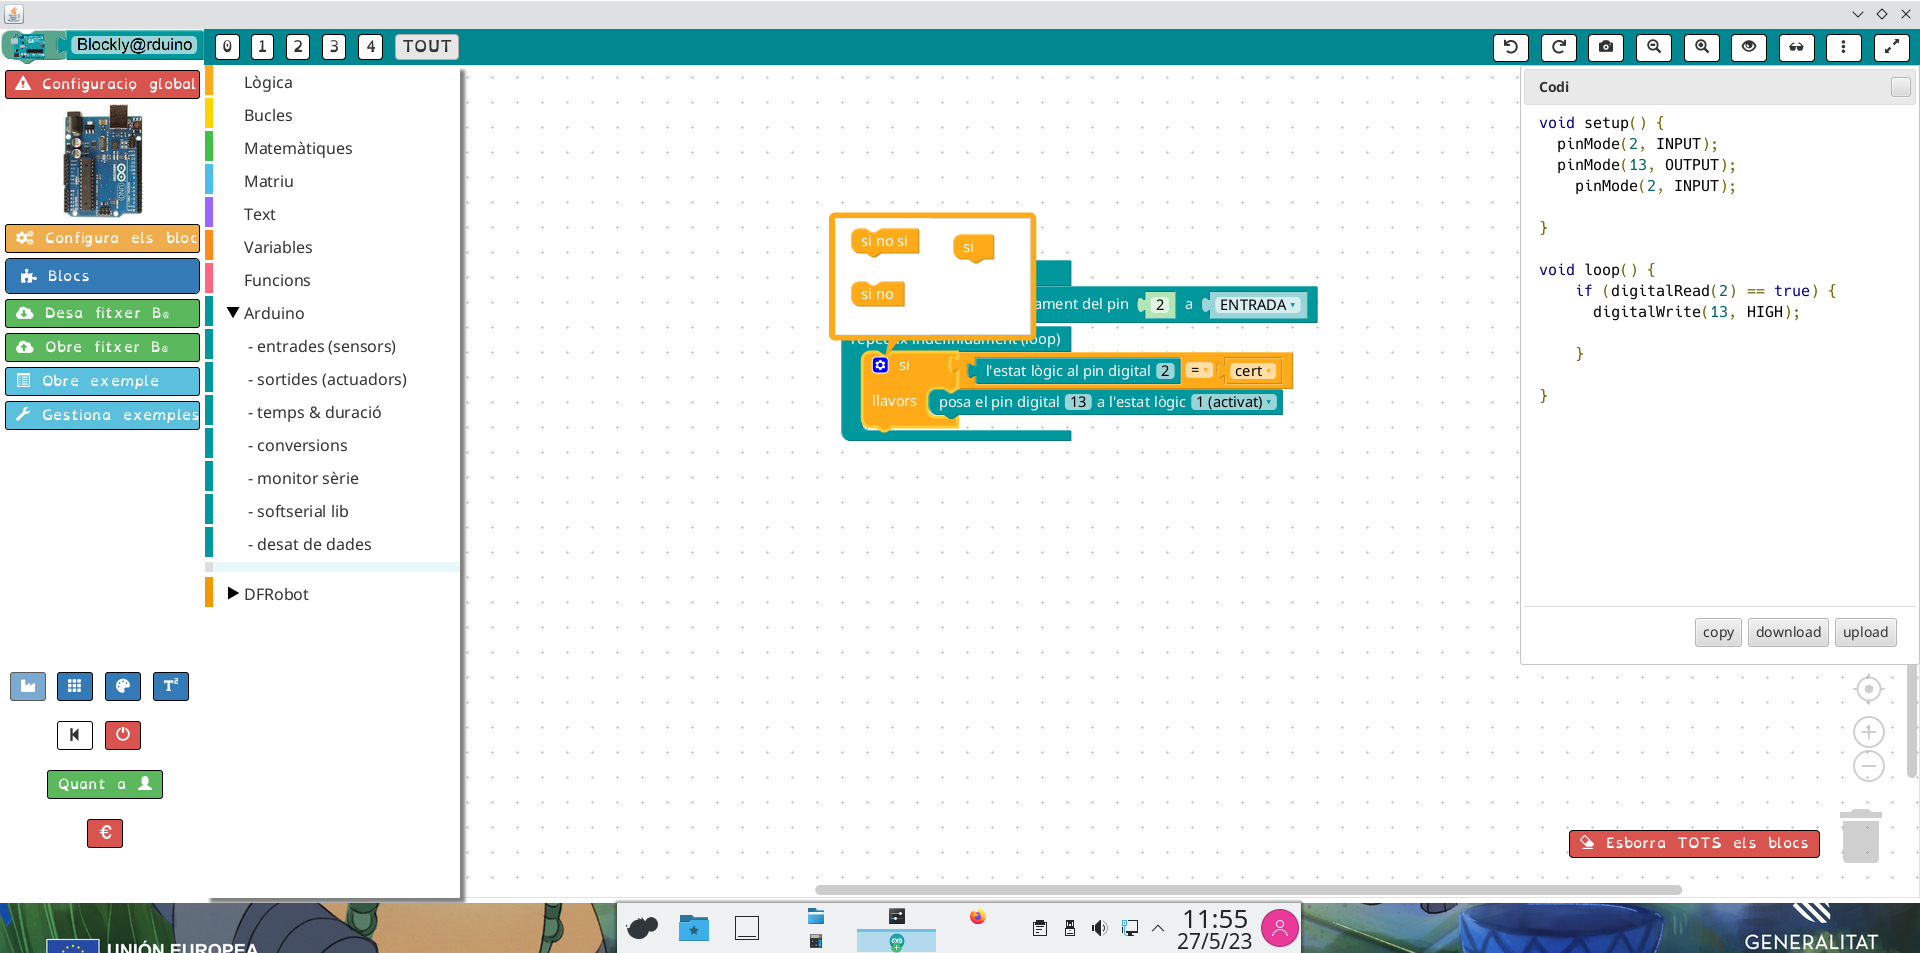 Blockly@rduino
0 1 2 3 4 TOUT
Configuració global
Configura els bloc
Blocs
Desa fitxer B@
Obre fitxer B@
Obre exemple
Gestiona exemples
T²
Quant a
€
Lògica
Bucles
Matemàtiques
Matriu
Text
Variables
Funcions
Arduino
- entrades (sensors)
- sortides (actuadors)
- temps & duració
- conversions
- monitor sèrie
- softserial lib
- desat de dades
DFRobot
si no si
si
si no
ament del pin 2 a ENTRADA
repetix indefinidament (loop)
si l'estat lògic al pin digital 2 = cert
llavors posa el pin digital 13 a l'estat lògic 1 (activat)
Codi
void setup() {
pinMode(2, INPUT);
pinMode(13, OUTPUT);
pinMode(2, INPUT);
}
void loop() {
if (digitalRead(2) == true) {
digitalWrite(13, HIGH);
}
}
copy download upload
Esborra TOTS els blocs
UNIÓN EUROPEA
11:55
27/5/23
GENERALITAT